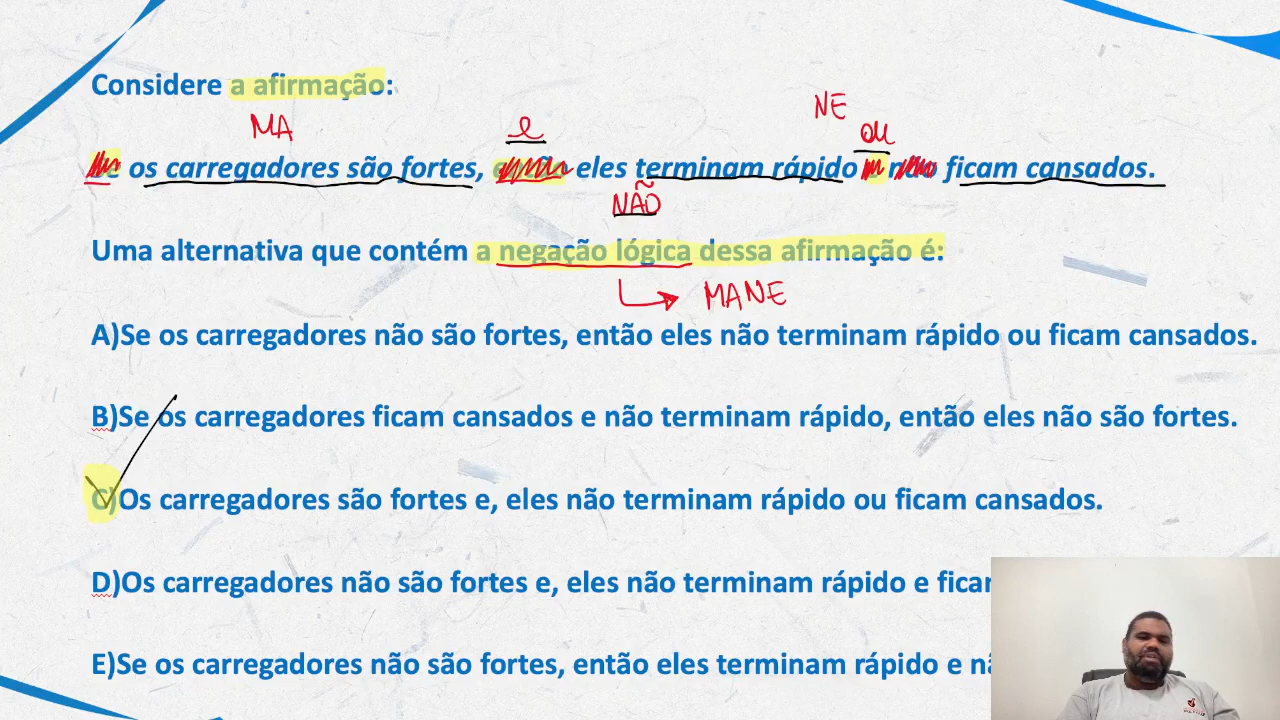 Considere a afirmação:
MA
e
NE
ou
os carregadores são fortes, eles terminam rápido ficam cansados.
NÃO
Uma alternativa que contém a negação lógica dessa afirmação é:
MANE
A)Se os carregadores não são fortes, então eles não terminam rápido ou ficam cansados.
B)Se os carregadores ficam cansados e não terminam rápido, então eles não são fortes.
C)Os carregadores são fortes e, eles não terminam rápido ou ficam cansados.
D)Os carregadores não são fortes e, eles não terminam rápido e
E)Se os carregadores não são fortes, então eles terminam rápido e